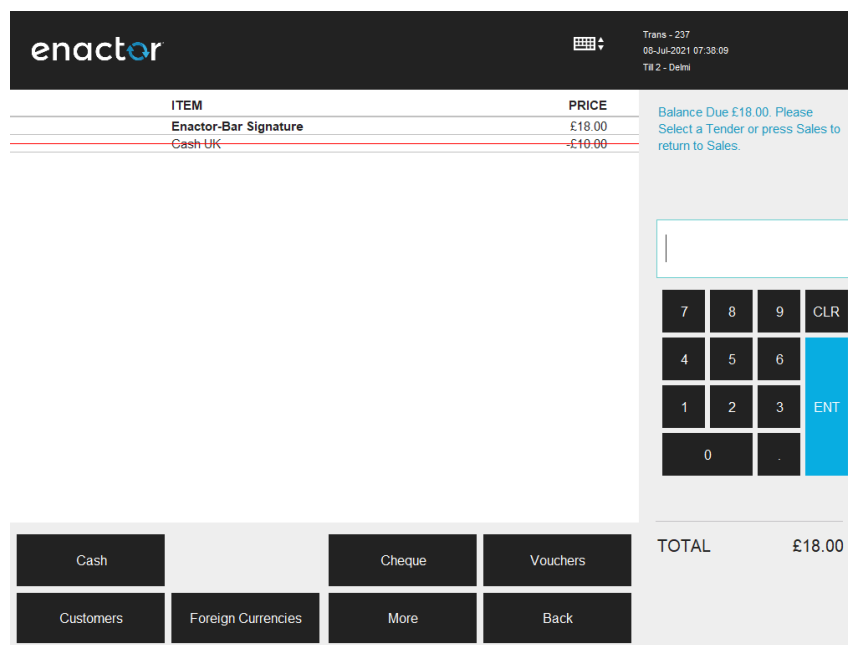 enactor
Trans - 237
08-Jul-2021 07:38:09
Till 2 - Delmi
ITEM PRICE
Enactor-Bar Signature £18.00
Cash UK -£10.00
Balance Due £18.00. Please
Select a Tender or press Sales to
return to Sales.
7 8 9 CLR
4 5 6
1 2 3 ENT
0 .
TOTAL £18.00
Cash Cheque Vouchers
Customers Foreign Currencies More Back